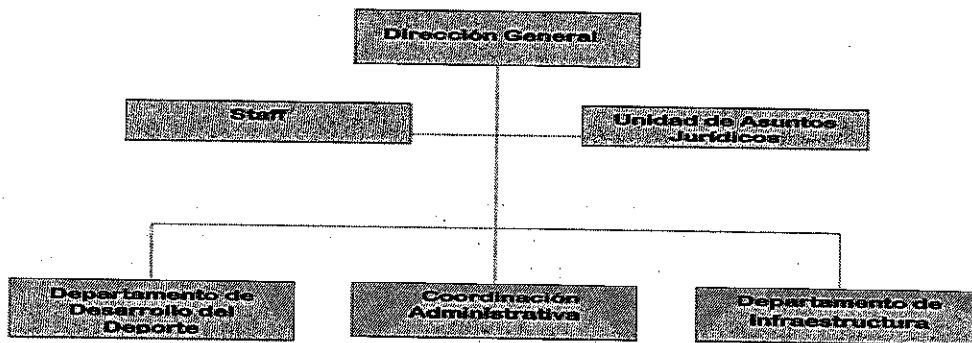 Dirección General
Staff
Unidad de Asuntos
Jurídicos
Departamento de
Desarrollo del
Deporte
Coordinación
Administrativa
Departamento de
Infraestructura